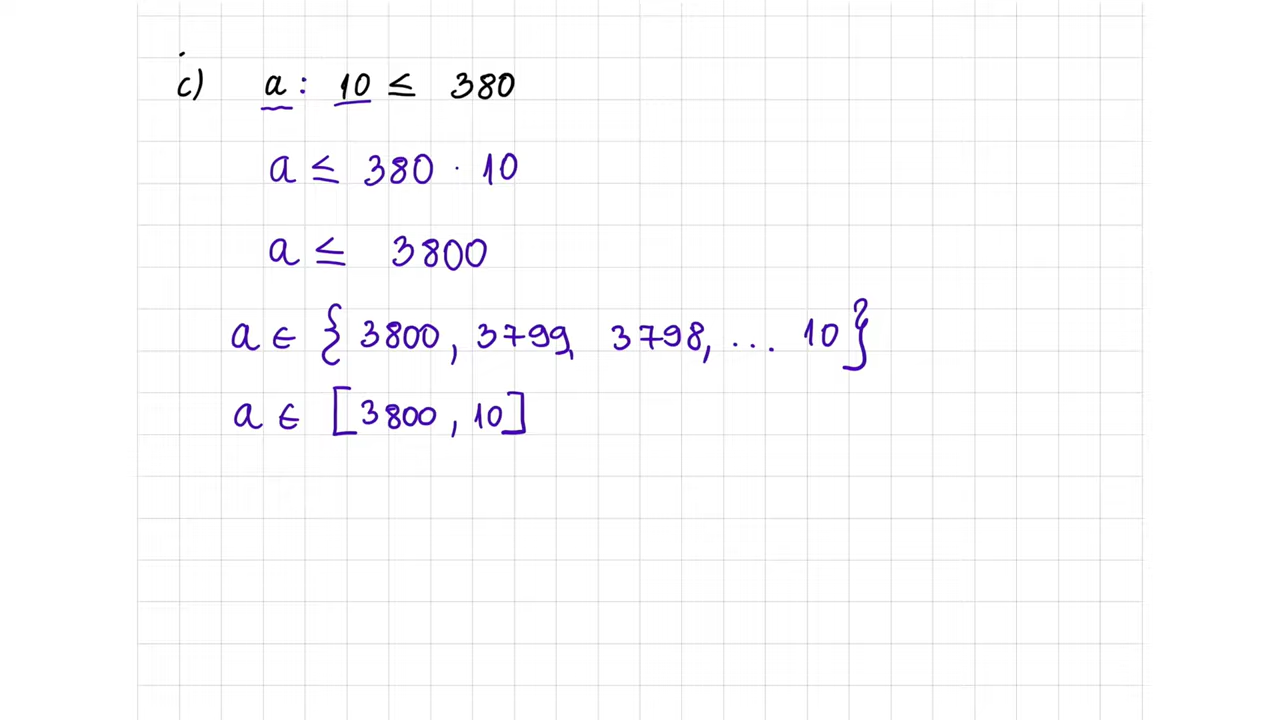 c) a : 10 ≤ 380
a ≤ 380 · 10
a ≤ 3800
a ∈ { 3800, 3799, 3798, ... 10 }
a ∈ [3800, 10]